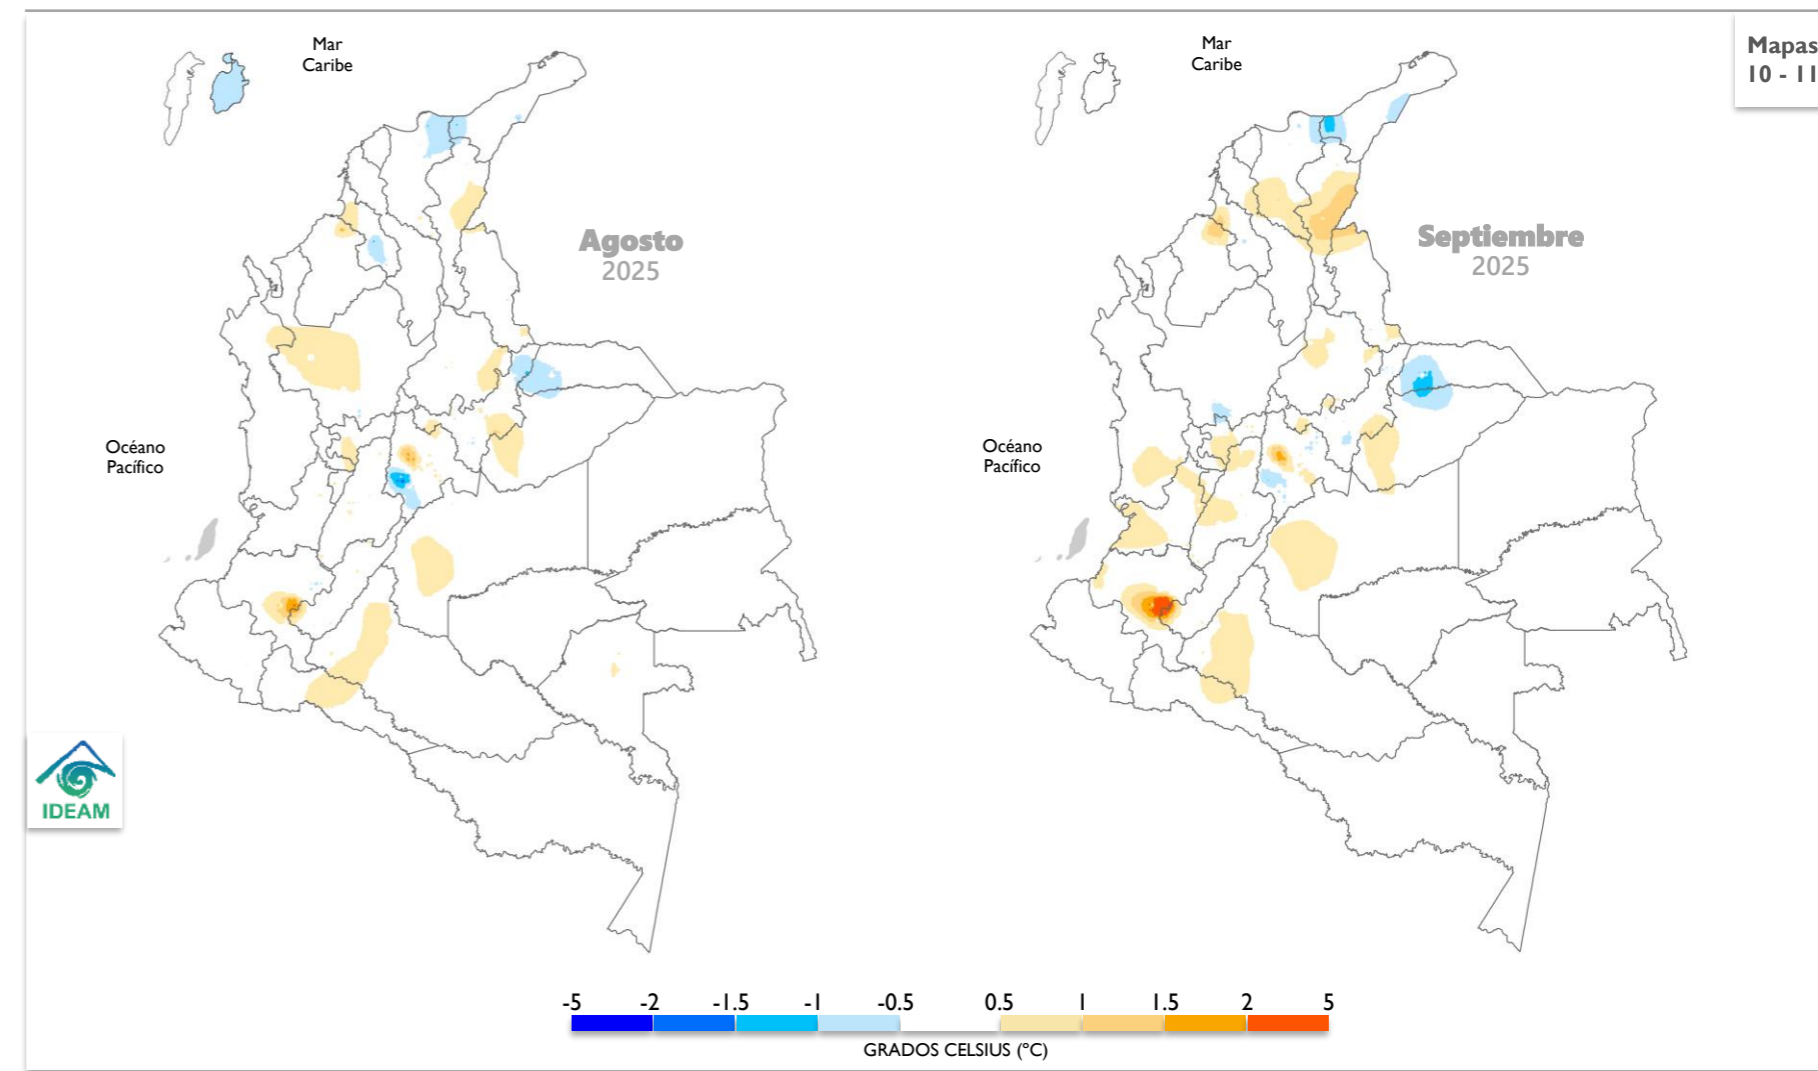 Mapas
10 - 11
Mar
Caribe
Agosto
2025
Océano
Pacífico
Mar
Caribe
Septiembre
2025
Océano
Pacífico
IDEAM
-5 -2 -1.5 -1 -0.5 0.5 1 1.5 2 5
GRADOS CELSIUS (°C)